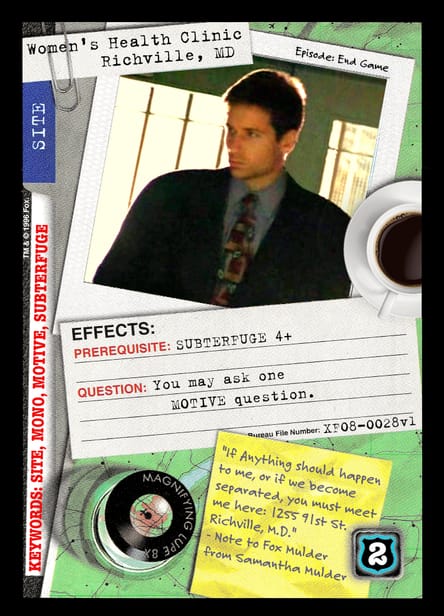 Women's Health Clinic
Richville, MD
Episode: End Game
SITE
TM & © 1996 Fox.
KEYWORDS: SITE, MONO, MOTIVE, SUBTERFUGE
EFFECTS:
PREREQUISITE: SUBTERFUGE 4+
QUESTION: You may ask one
MOTIVE question.
Bureau File Number: XF08-0028v1
MAGNIFYING LUPE 8X
"If Anything should happen
to me, or if we become
separated, you must meet
me here: 1255 91st St.
Richville, M.D."
- Note to Fox Mulder
from Samantha Mulder
2